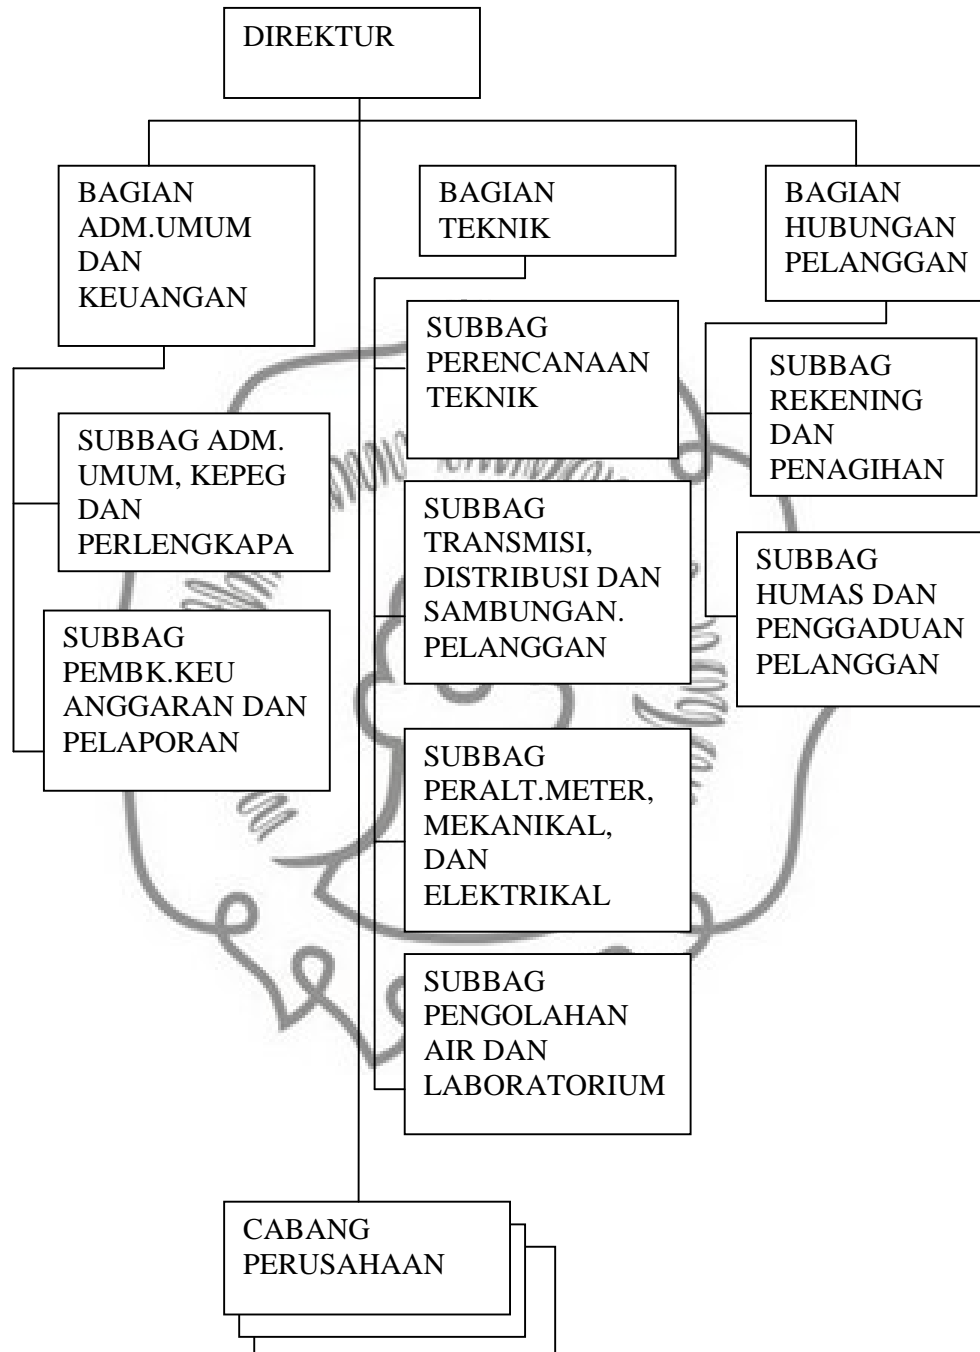 DIREKTUR
BAGIAN
ADM.UMUM
DAN
KEUANGAN
BAGIAN
TEKNIK
BAGIAN
HUBUNGAN
PELANGGAN
SUBBAG ADM.
UMUM, KEPEG
DAN
PERLENGKAPA
SUBBAG
PEMBK.KEU
ANGGARAN DAN
PELAPORAN
SUBBAG
PERENCANAAN
TEKNIK
SUBBAG
TRANSMISI,
DISTRIBUSI DAN
SAMBUNGAN.
PELANGGAN
SUBBAG
PERALT.METER,
MEKANIKAL,
DAN
ELEKTRIKAL
SUBBAG
PENGOLAHAN
AIR DAN
LABORATORIUM
SUBBAG
REKENING
DAN
PENAGIHAN
SUBBAG
HUMAS DAN
PENGGADUAN
PELANGGAN
CABANG
PERUSAHAAN